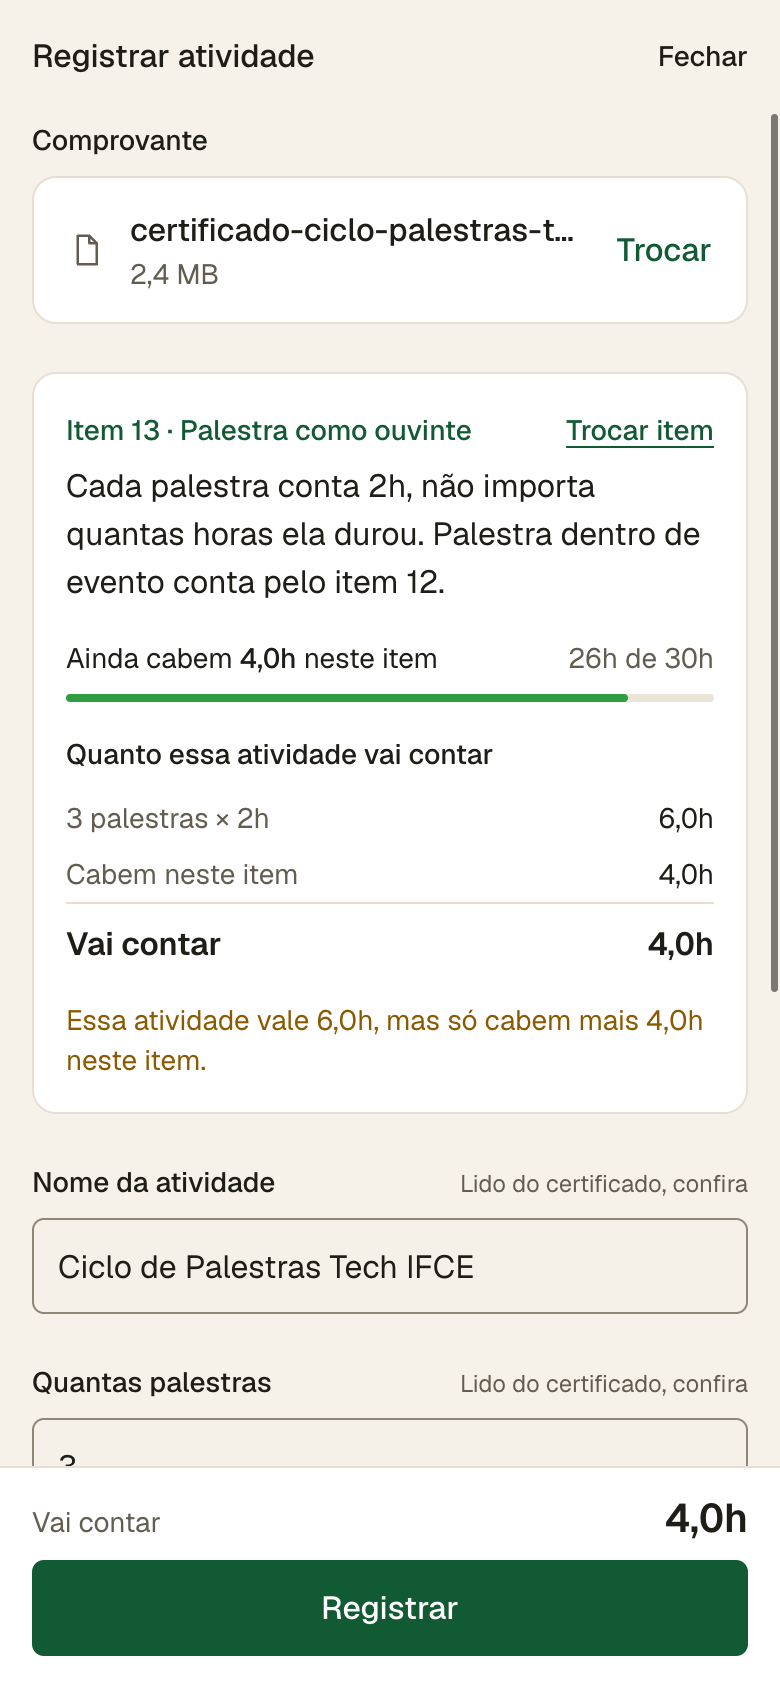 Registrar atividade
Fechar
Comprovante
certificado-ciclo-palestras-t...
2,4 MB
Trocar
Item 13 · Palestra como ouvinte
Trocar item
Cada palestra conta 2h, não importa
quantas horas ela durou. Palestra dentro de
evento conta pelo item 12.
Ainda cabem 4,0h neste item
26h de 30h
Quanto essa atividade vai contar
3 palestras × 2h
6,0h
Cabem neste item
4,0h
Vai contar
4,0h
Essa atividade vale 6,0h, mas só cabem mais 4,0h
neste item.
Nome da atividade
Lido do certificado, confira
Ciclo de Palestras Tech IFCE
Quantas palestras
Lido do certificado, confira
3
Vai contar
4,0h
Registrar